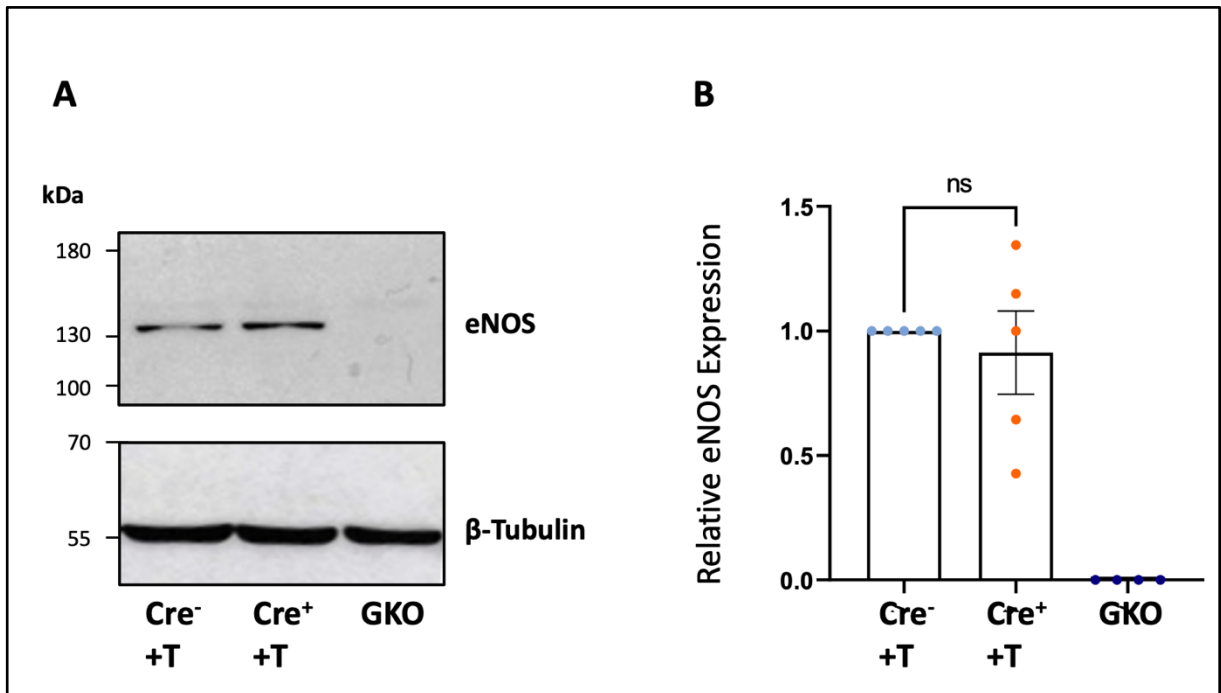 A
kDa
180
130
100
eNOS
70
55
β-Tubulin
Cre⁻ Cre⁺ GKO
+T +T
B
ns
Relative eNOS Expression
1.5
1.0
0.5
0.0
Cre⁻ Cre⁺ GKO
+T +T